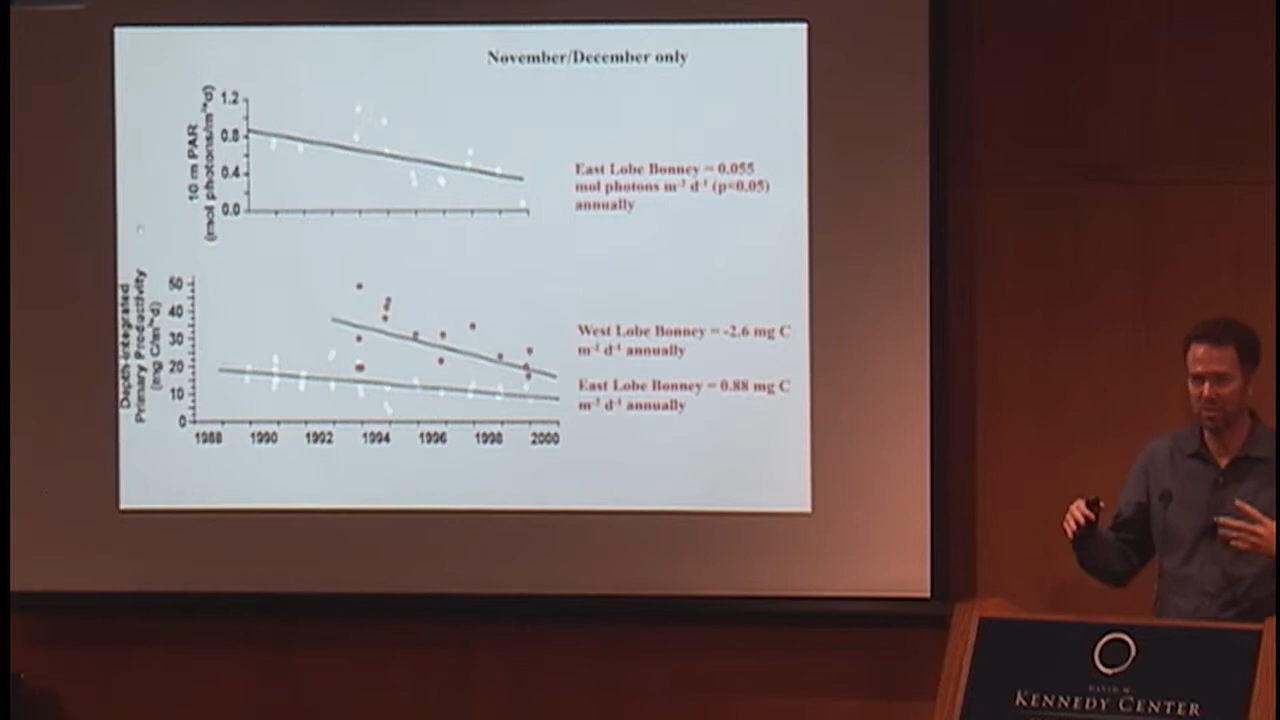 November/December only
10 m PAR
(mol photons/m²*d)
1.2
0.8
0.4
0.0
East Lobe Bonney = 0.055
mol photons m⁻² d⁻¹ (p<0.05)
annually
Depth-integrated
Primary Productivity
(mg C/m²*d)
50
40
30
20
10
0
1988 1990 1992 1994 1996 1998 2000
West Lobe Bonney = -2.6 mg C
m⁻² d⁻¹ annually
East Lobe Bonney = 0.88 mg C
m⁻² d⁻¹ annually
DAVID M.
KENNEDY CENTER